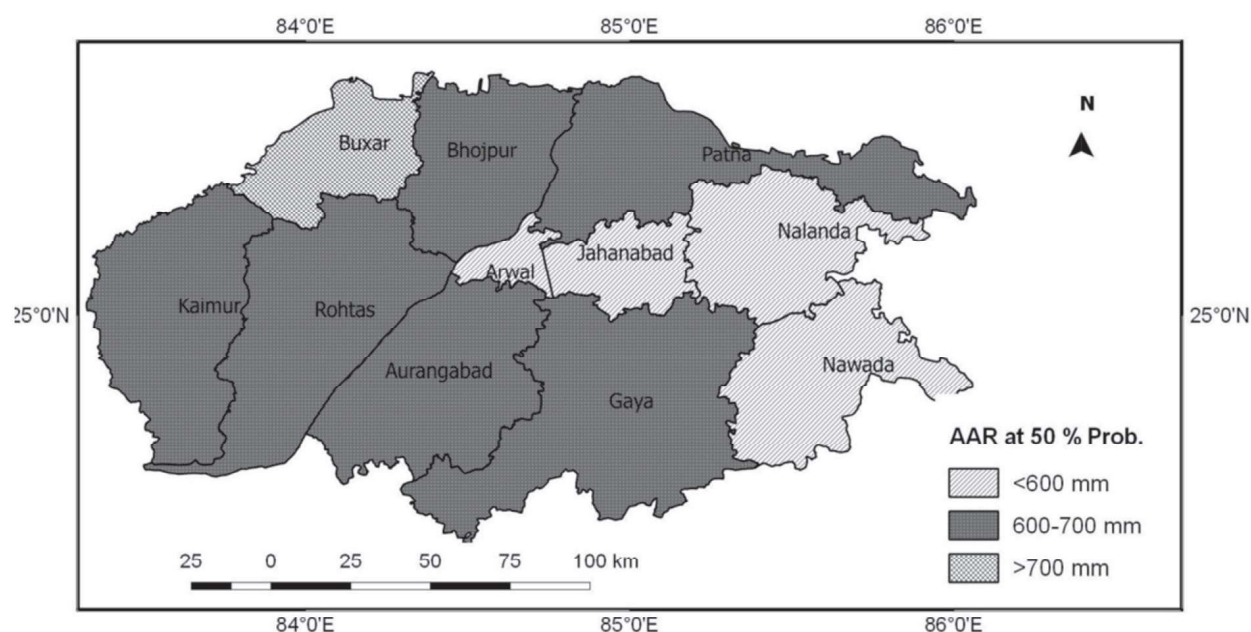 84°0'E 85°0'E 86°0'E
N
Buxar
Bhojpur
Patna
Nalanda
Jahanabad
Arwal
Kaimur
Rohtas
25°0'N 25°0'N
Nawada
Aurangabad
Gaya
AAR at 50 % Prob.
<600 mm
600-700 mm
>700 mm
25 0 25 50 75 100 km
84°0'E 85°0'E 86°0'E